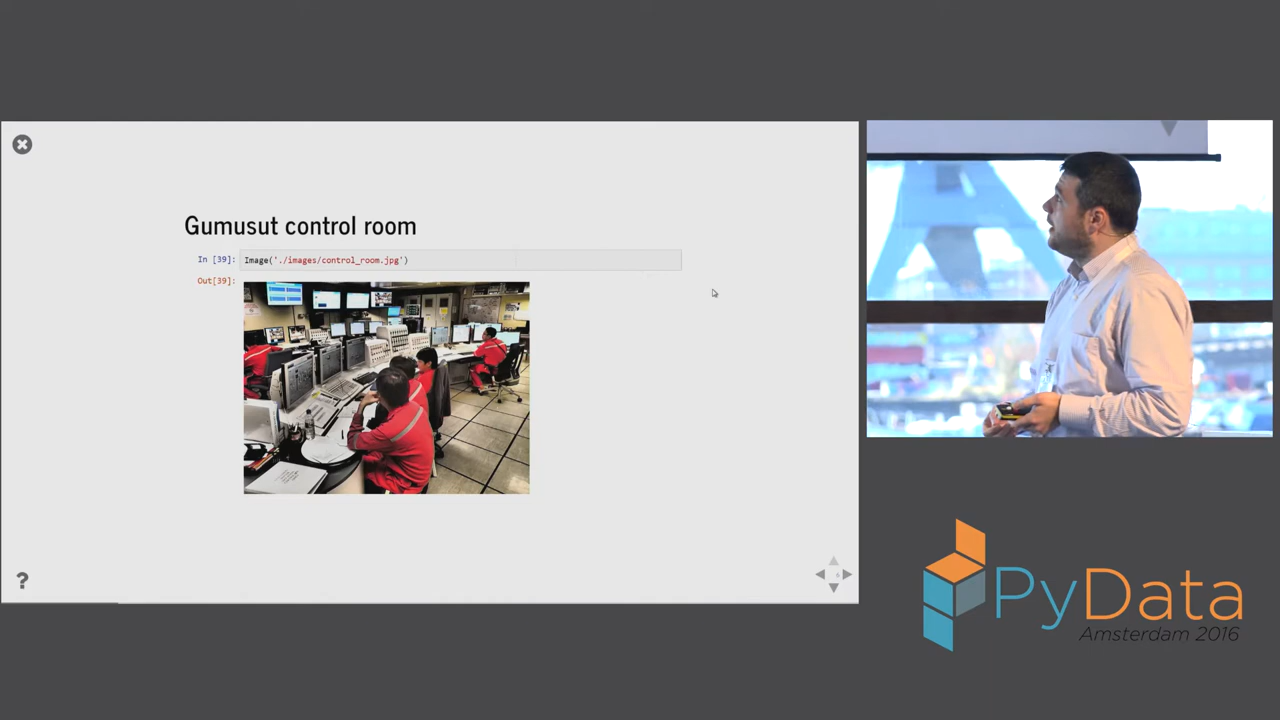 Gumusut control room
In [39]: Image('./images/control_room.jpg')
Out[39]:
?
PyData
Amsterdam 2016